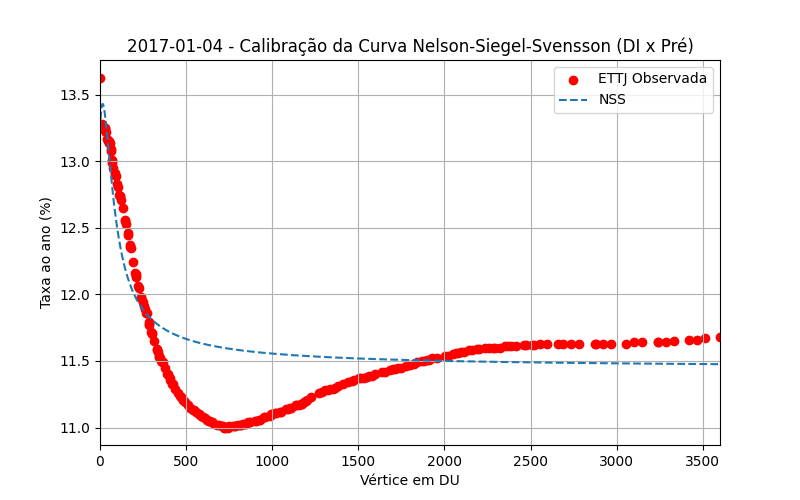 2017-01-04 - Calibração da Curva Nelson-Siegel-Svensson (DI x Pré)
ETTJ Observada
NSS
Taxa ao ano (%)
13.5
13.0
12.5
12.0
11.5
11.0
0 500 1000 1500 2000 2500 3000 3500
Vértice em DU